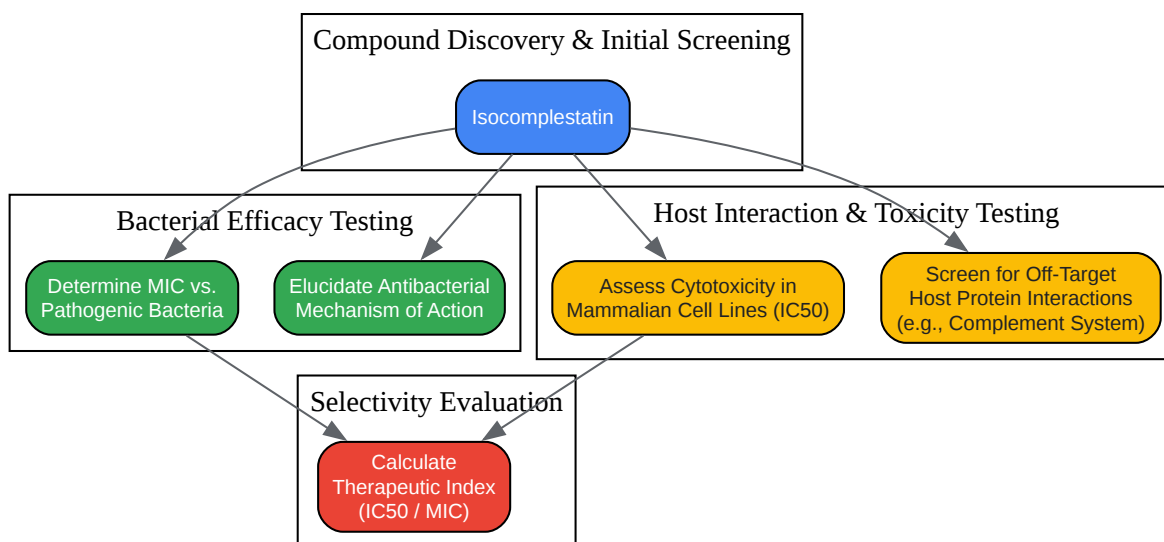 Compound Discovery & Initial Screening
Isocomplestatin
Bacterial Efficacy Testing
Determine MIC vs.
Pathogenic Bacteria
Elucidate Antibacterial
Mechanism of Action
Host Interaction & Toxicity Testing
Assess Cytotoxicity in
Mammalian Cell Lines (IC50)
Screen for Off-Target
Host Protein Interactions
(e.g., Complement System)
Selectivity Evaluation
Calculate
Therapeutic Index
(IC50 / MIC)